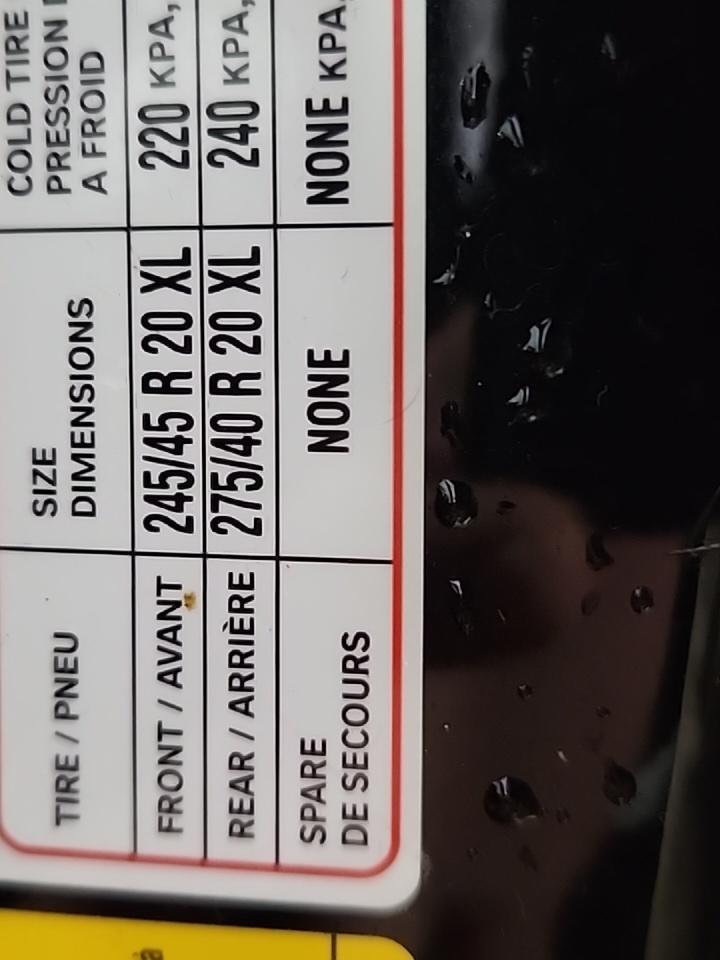 TIRE / PNEU
SIZE
DIMENSIONS
COLD TIRE
PRESSION
A FROID
FRONT / AVANT
245/45 R 20 XL
220 KPA,
REAR / ARRIÈRE
275/40 R 20 XL
240 KPA,
SPARE
DE SECOURS
NONE
NONE KPA,
à